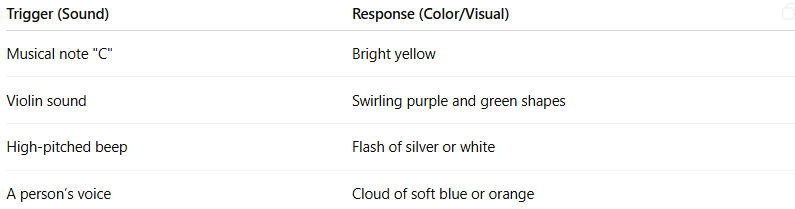 Trigger (Sound) Response (Color/Visual)
Musical note "C" Bright yellow
Violin sound Swirling purple and green shapes
High-pitched beep Flash of silver or white
A person’s voice Cloud of soft blue or orange